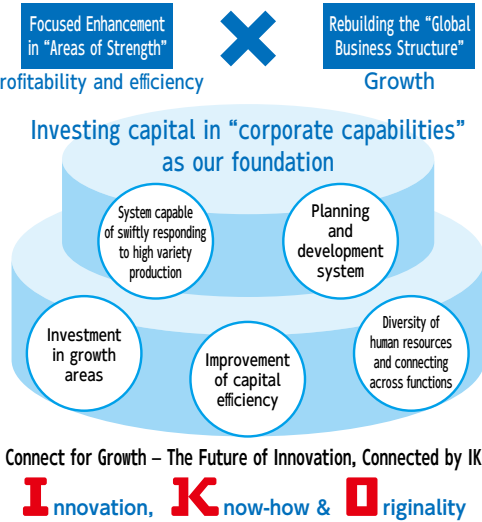 Focused Enhancement
in “Areas of Strength”
Rebuilding the “Global
Business Structure”
rofitability and efficiency
Growth
Investing capital in “corporate capabilities”
as our foundation
System capable
of swiftly responding
to high variety
production
Planning
and
development
system
Investment
in growth
areas
Improvement
of capital
efficiency
Diversity of
human resources
and connecting
across functions
Connect for Growth – The Future of Innovation, Connected by IK
Innovation, Know-how & Originality